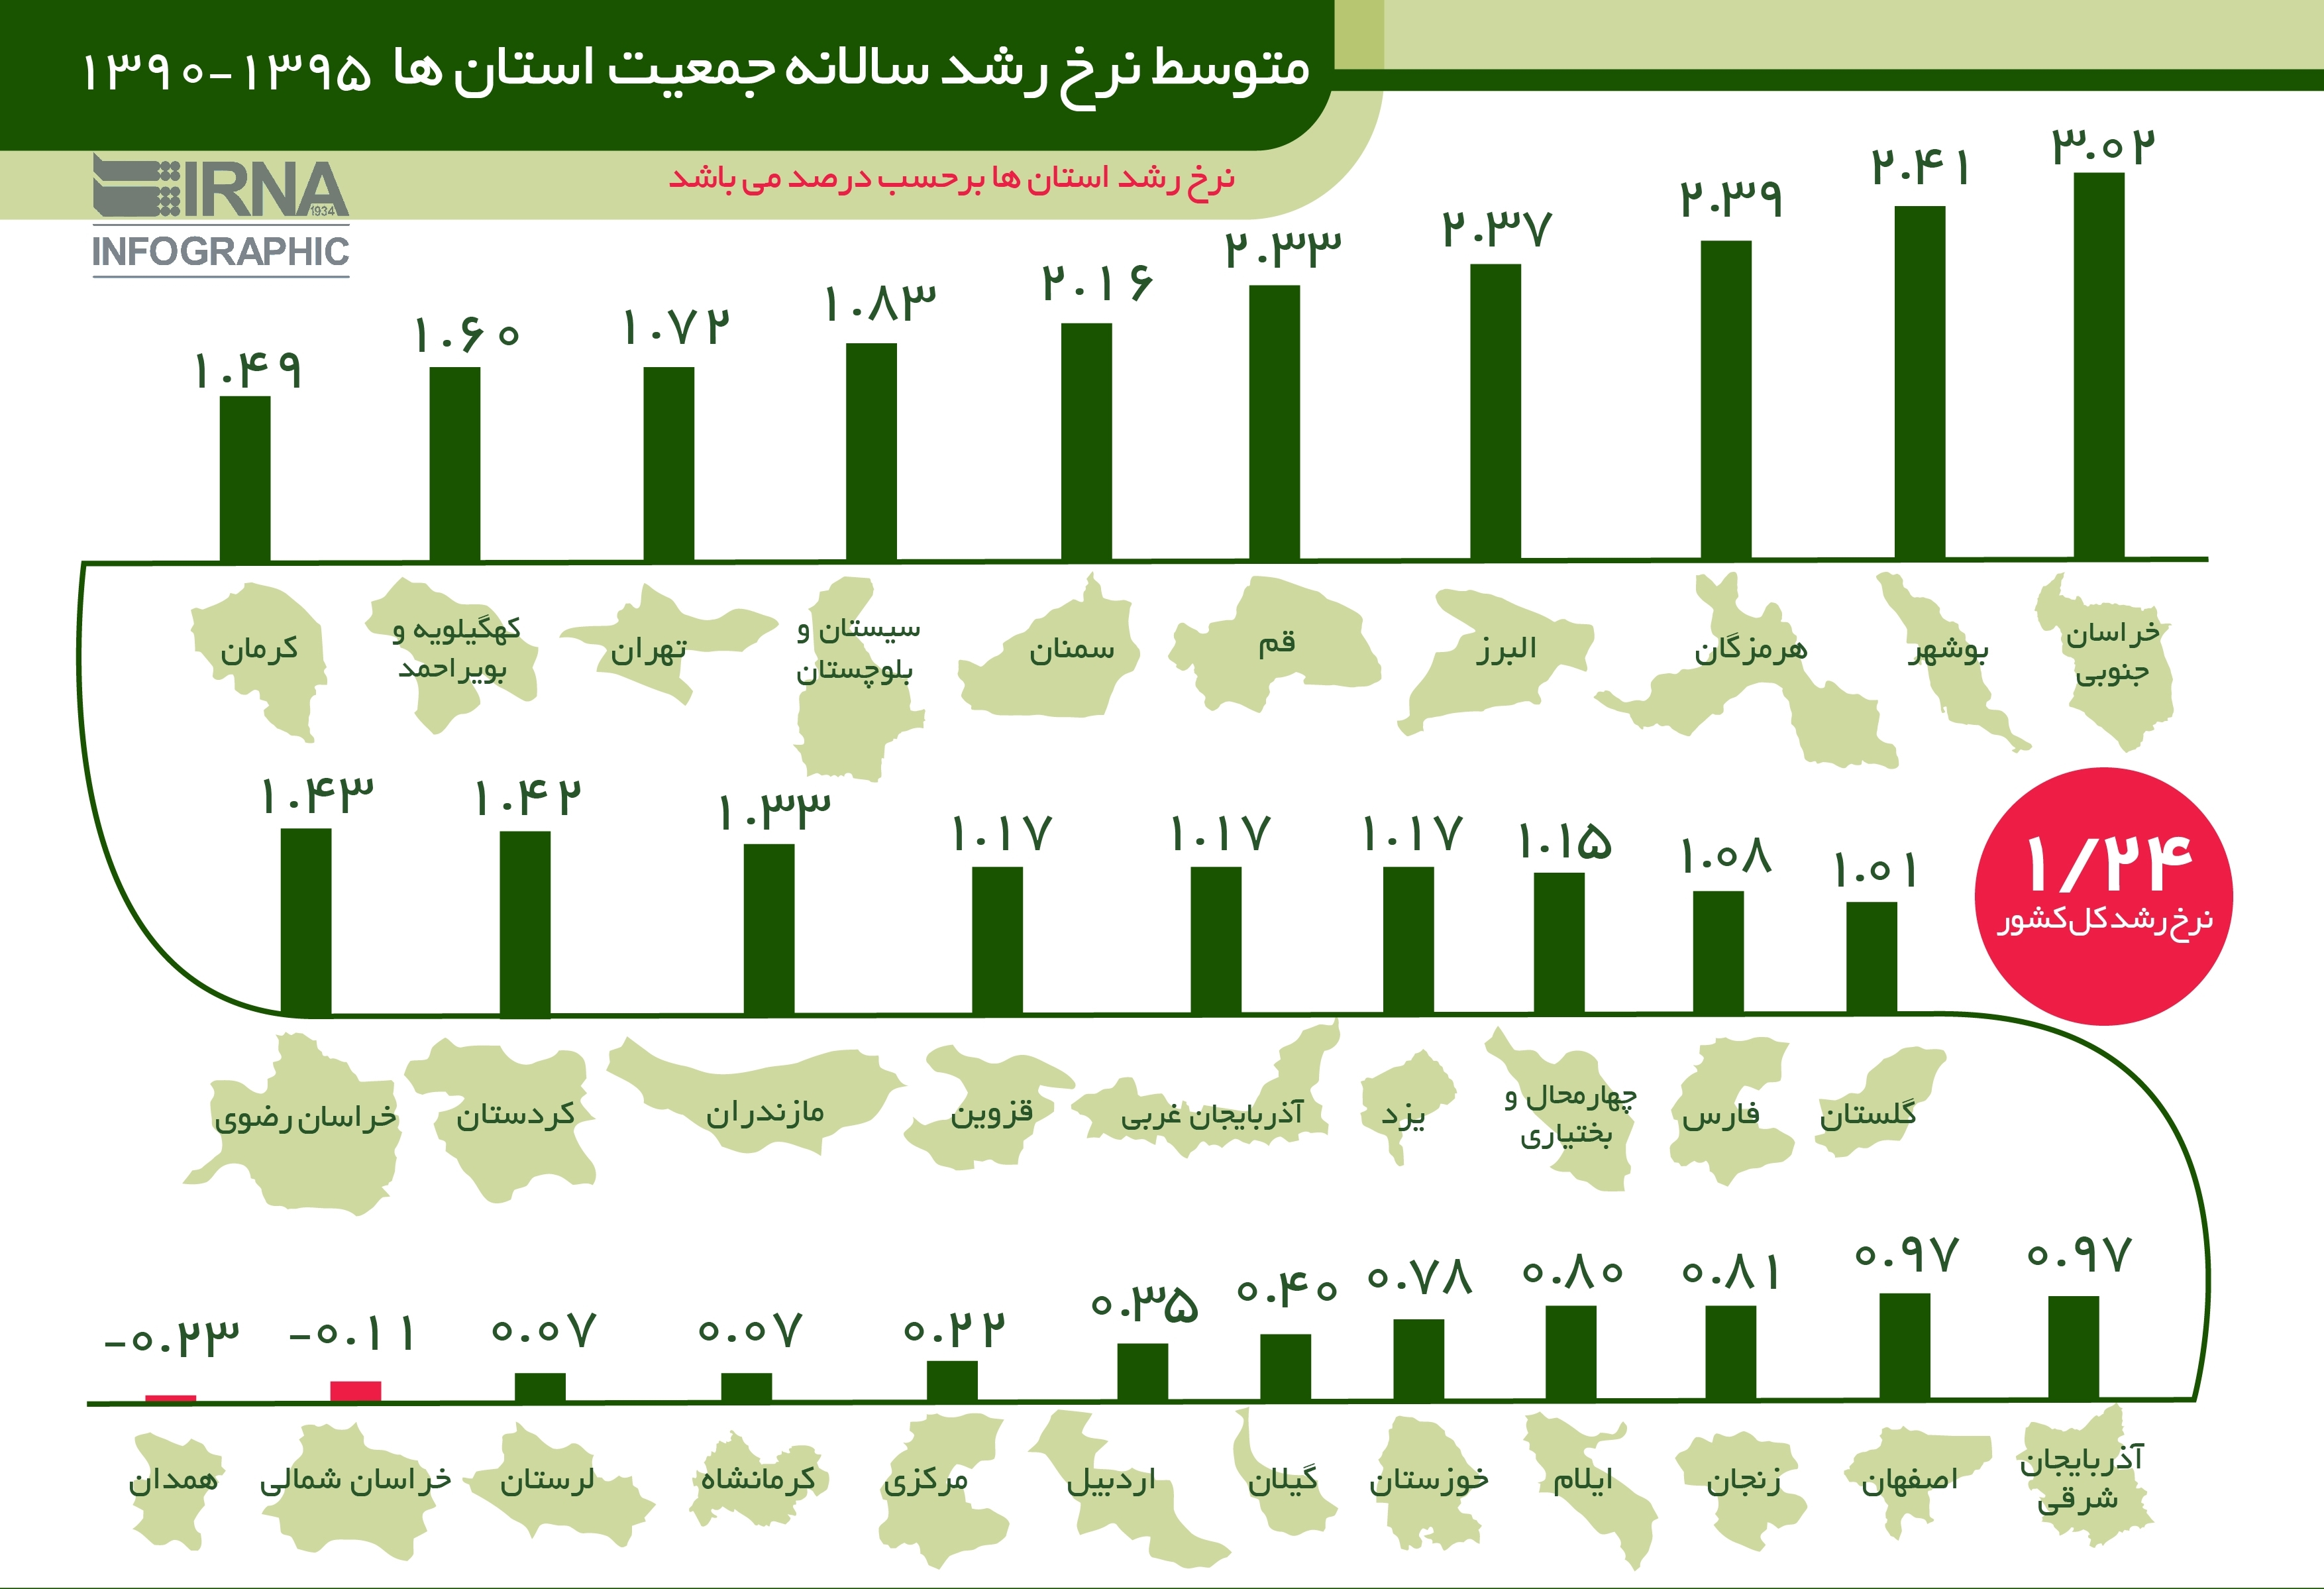 متوسط نرخ رشد سالانه جمعیت استان ها ۱۳۹۵-۱۳۹۰
نرخ رشد استان ها برحسب درصد می باشد
IRNA
1934
INFOGRAPHIC
۳.۰۲
۲.۴۱
۲.۳۹
۲.۳۷
۲.۳۳
۲.۱۶
۱.۸۳
۱.۷۲
۱.۶۰
۱.۴۹
خراسان
جنوبی
بوشهر
هرمزگان
البرز
قم
سمنان
سیستان و
بلوچستان
تهران
کهگیلویه و
بویراحمد
کرمان
۱/۲۴
نرخ رشد کل کشور
۱.۰۱
۱.۰۸
۱.۱۵
۱.۱۷
۱.۱۷
۱.۱۷
۱.۳۳
۱.۴۲
۱.۴۳
گلستان
فارس
چهارمحال و
بختیاری
یزد
آذربایجان غربی
قزوین
مازندران
کردستان
خراسان رضوی
۰.۹۷
۰.۹۷
۰.۸۱
۰.۸۰
۰.۷۸
۰.۴۰
۰.۳۵
۰.۲۲
۰.۰۷
۰.۰۷
-۰.۱۱
-۰.۲۳
آذربایجان
شرقی
اصفهان
زنجان
ایلام
خوزستان
گیلان
اردبیل
مرکزی
کرمانشاه
لرستان
خراسان شمالی
همدان